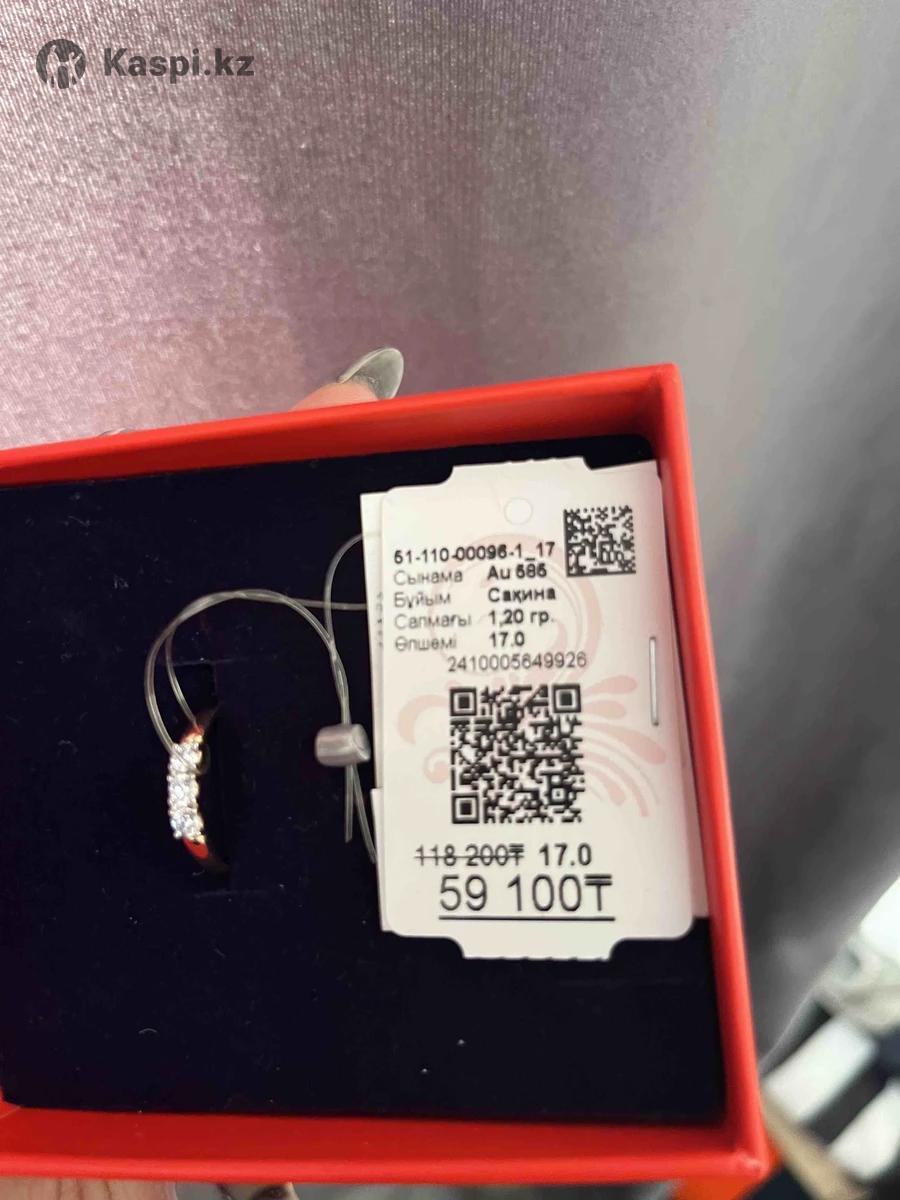 Kaspi.kz
51-110-00096-1_17
Сынама Au 585
Бұйым Сақина
Салмағы 1,20 гр.
Өлшемі 17.0
2410005649926
118 200₸ 17.0
59 100₸